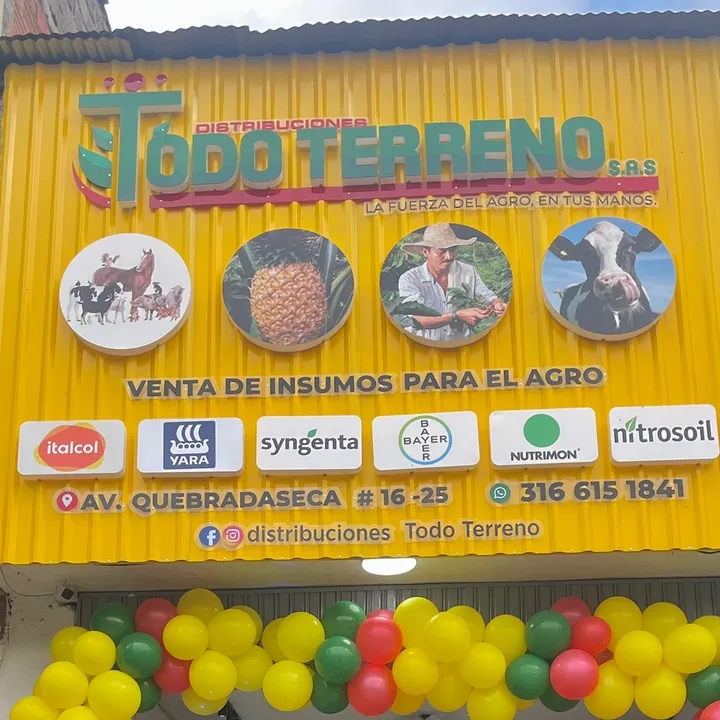 DISTRIBUCIONES
TODO TERRENO S.A.S
LA FUERZA DEL AGRO, EN TUS MANOS.
VENTA DE INSUMOS PARA EL AGRO
italcol
YARA
syngenta
BAYER
BAYER
NUTRIMON
nitrosoil
AV. QUEBRADASECA # 16 -25
316 615 1841
distribuciones Todo Terreno